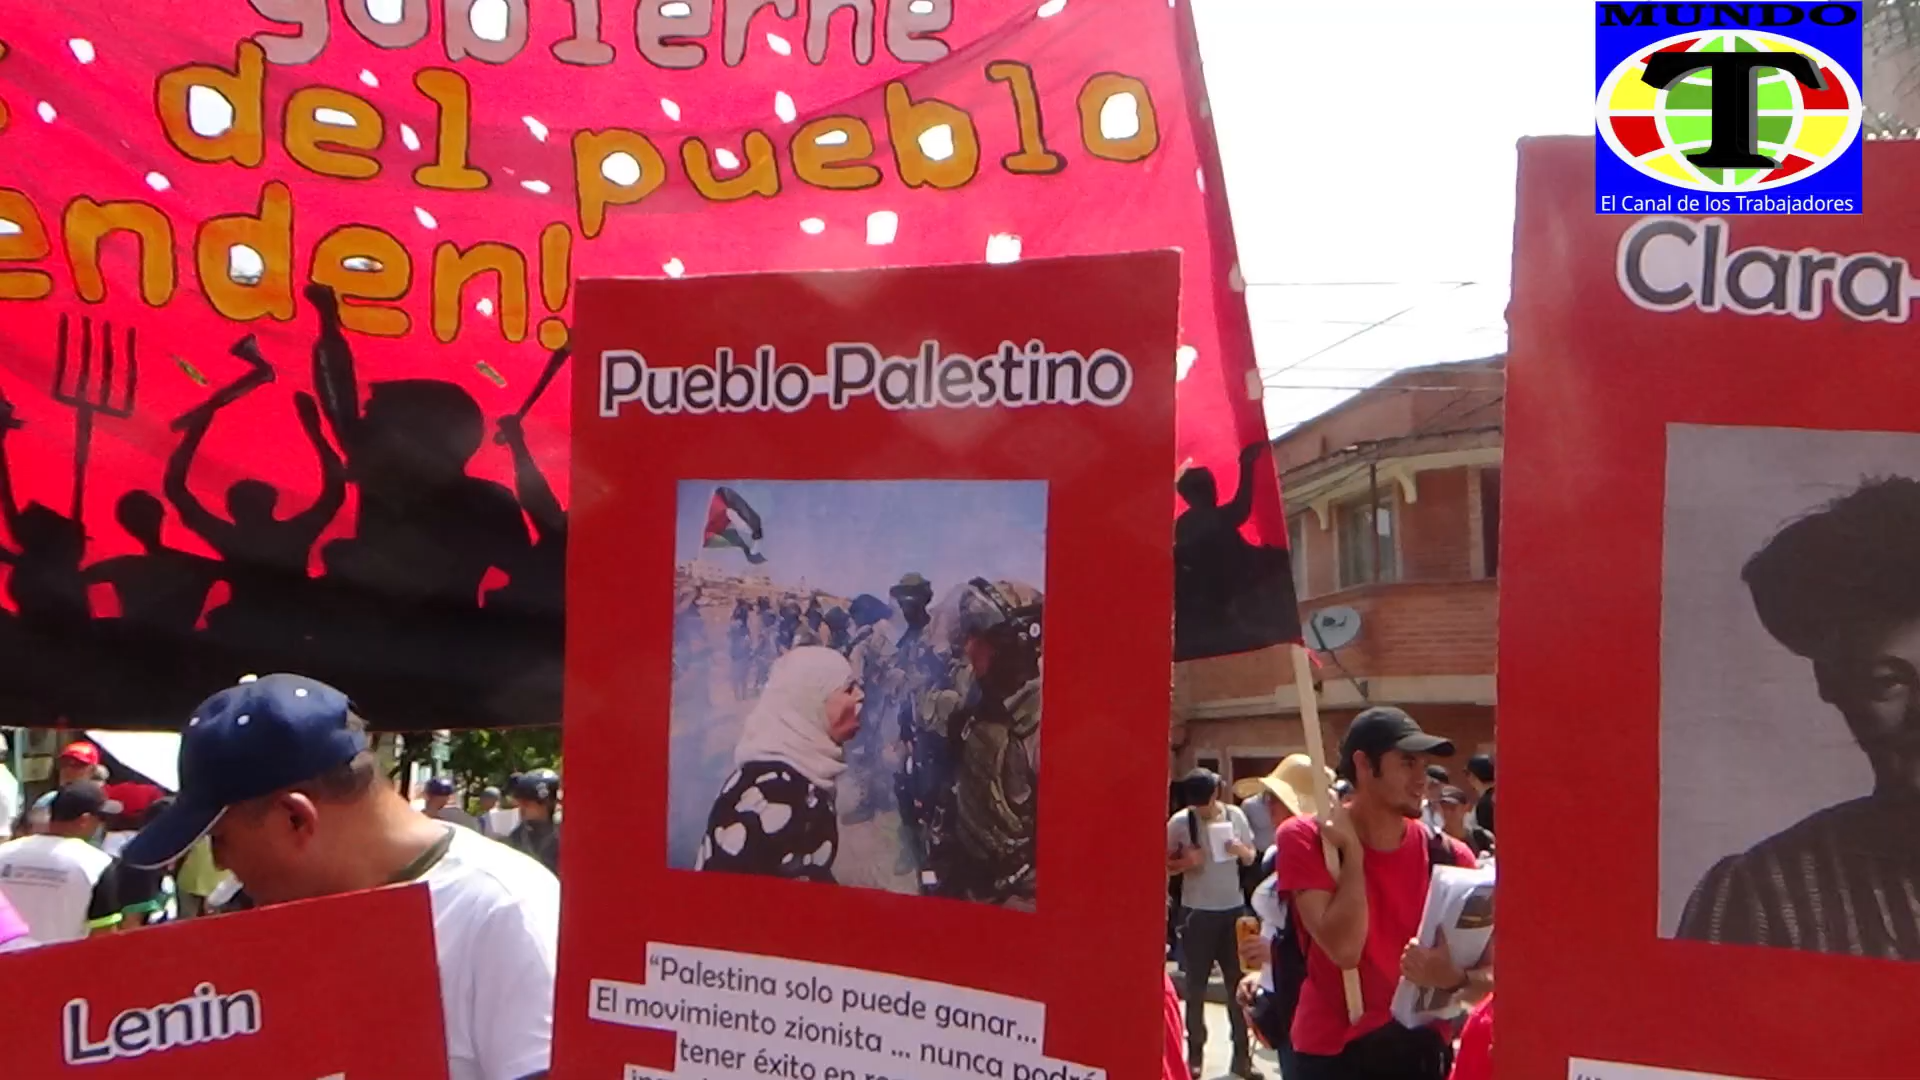 gobierne
del pueblo
enden!
MUNDO
T
El Canal de los Trabajadores
Clara-
Pueblo-Palestino
"Palestina solo puede ganar...
El movimiento zionista ... nunca podrá
tener éxito en
Lenin